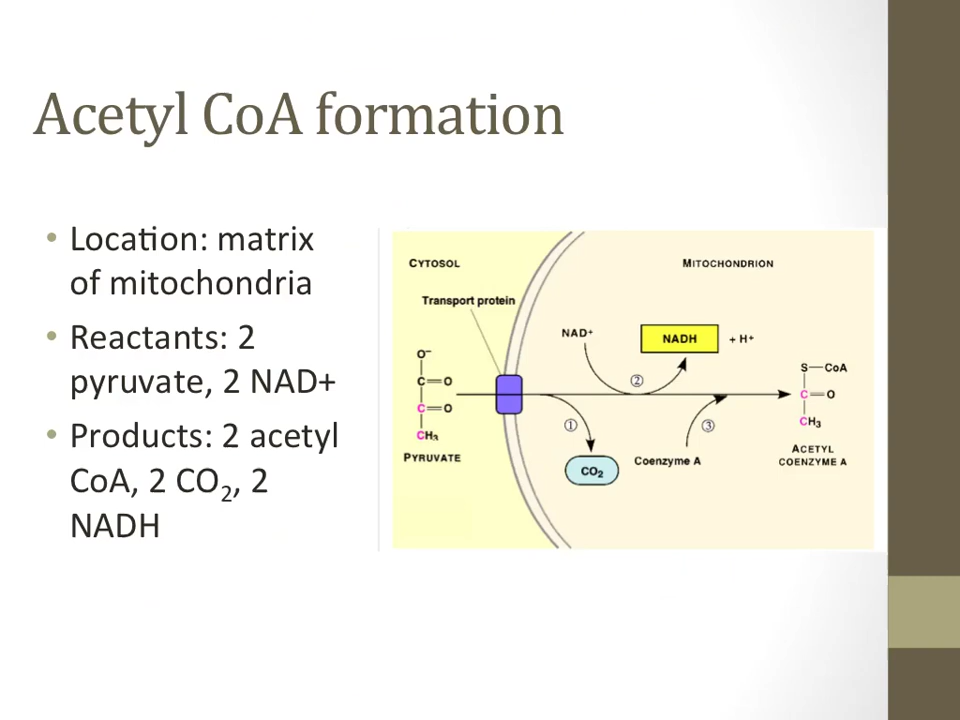 Acetyl CoA formation
• Location: matrix
of mitochondria
• Reactants: 2
pyruvate, 2 NAD+
• Products: 2 acetyl
CoA, 2 CO₂, 2
NADH
CYTOSOL
MITOCHONDRION
Transport protein
NAD⁺
NADH
+ H⁺
O⁻
C=O
C=O
CH₃
PYRUVATE
①
②
③
CO₂
Coenzyme A
S—CoA
C=O
CH₃
ACETYL
COENZYME A